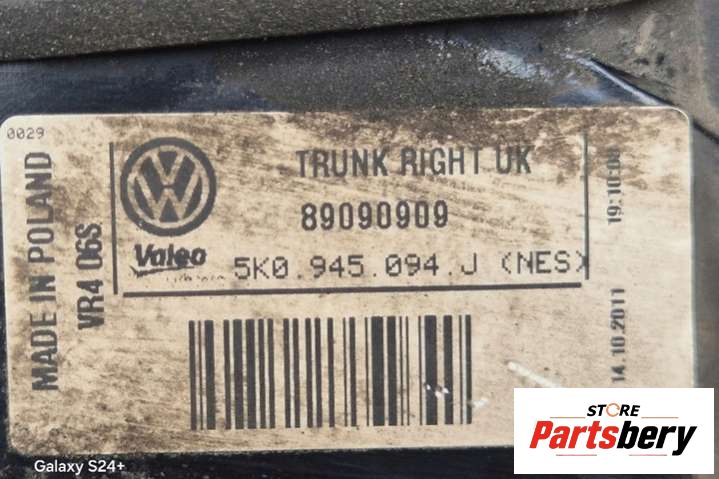 0029
MADE IN POLAND
VR4 06S
TRUNK RIGHT UK
89090909
Valeo
5K0.945.094.J (NES)
19:10:09
14.10.2011
STORE
Partsbery
Galaxy S24+